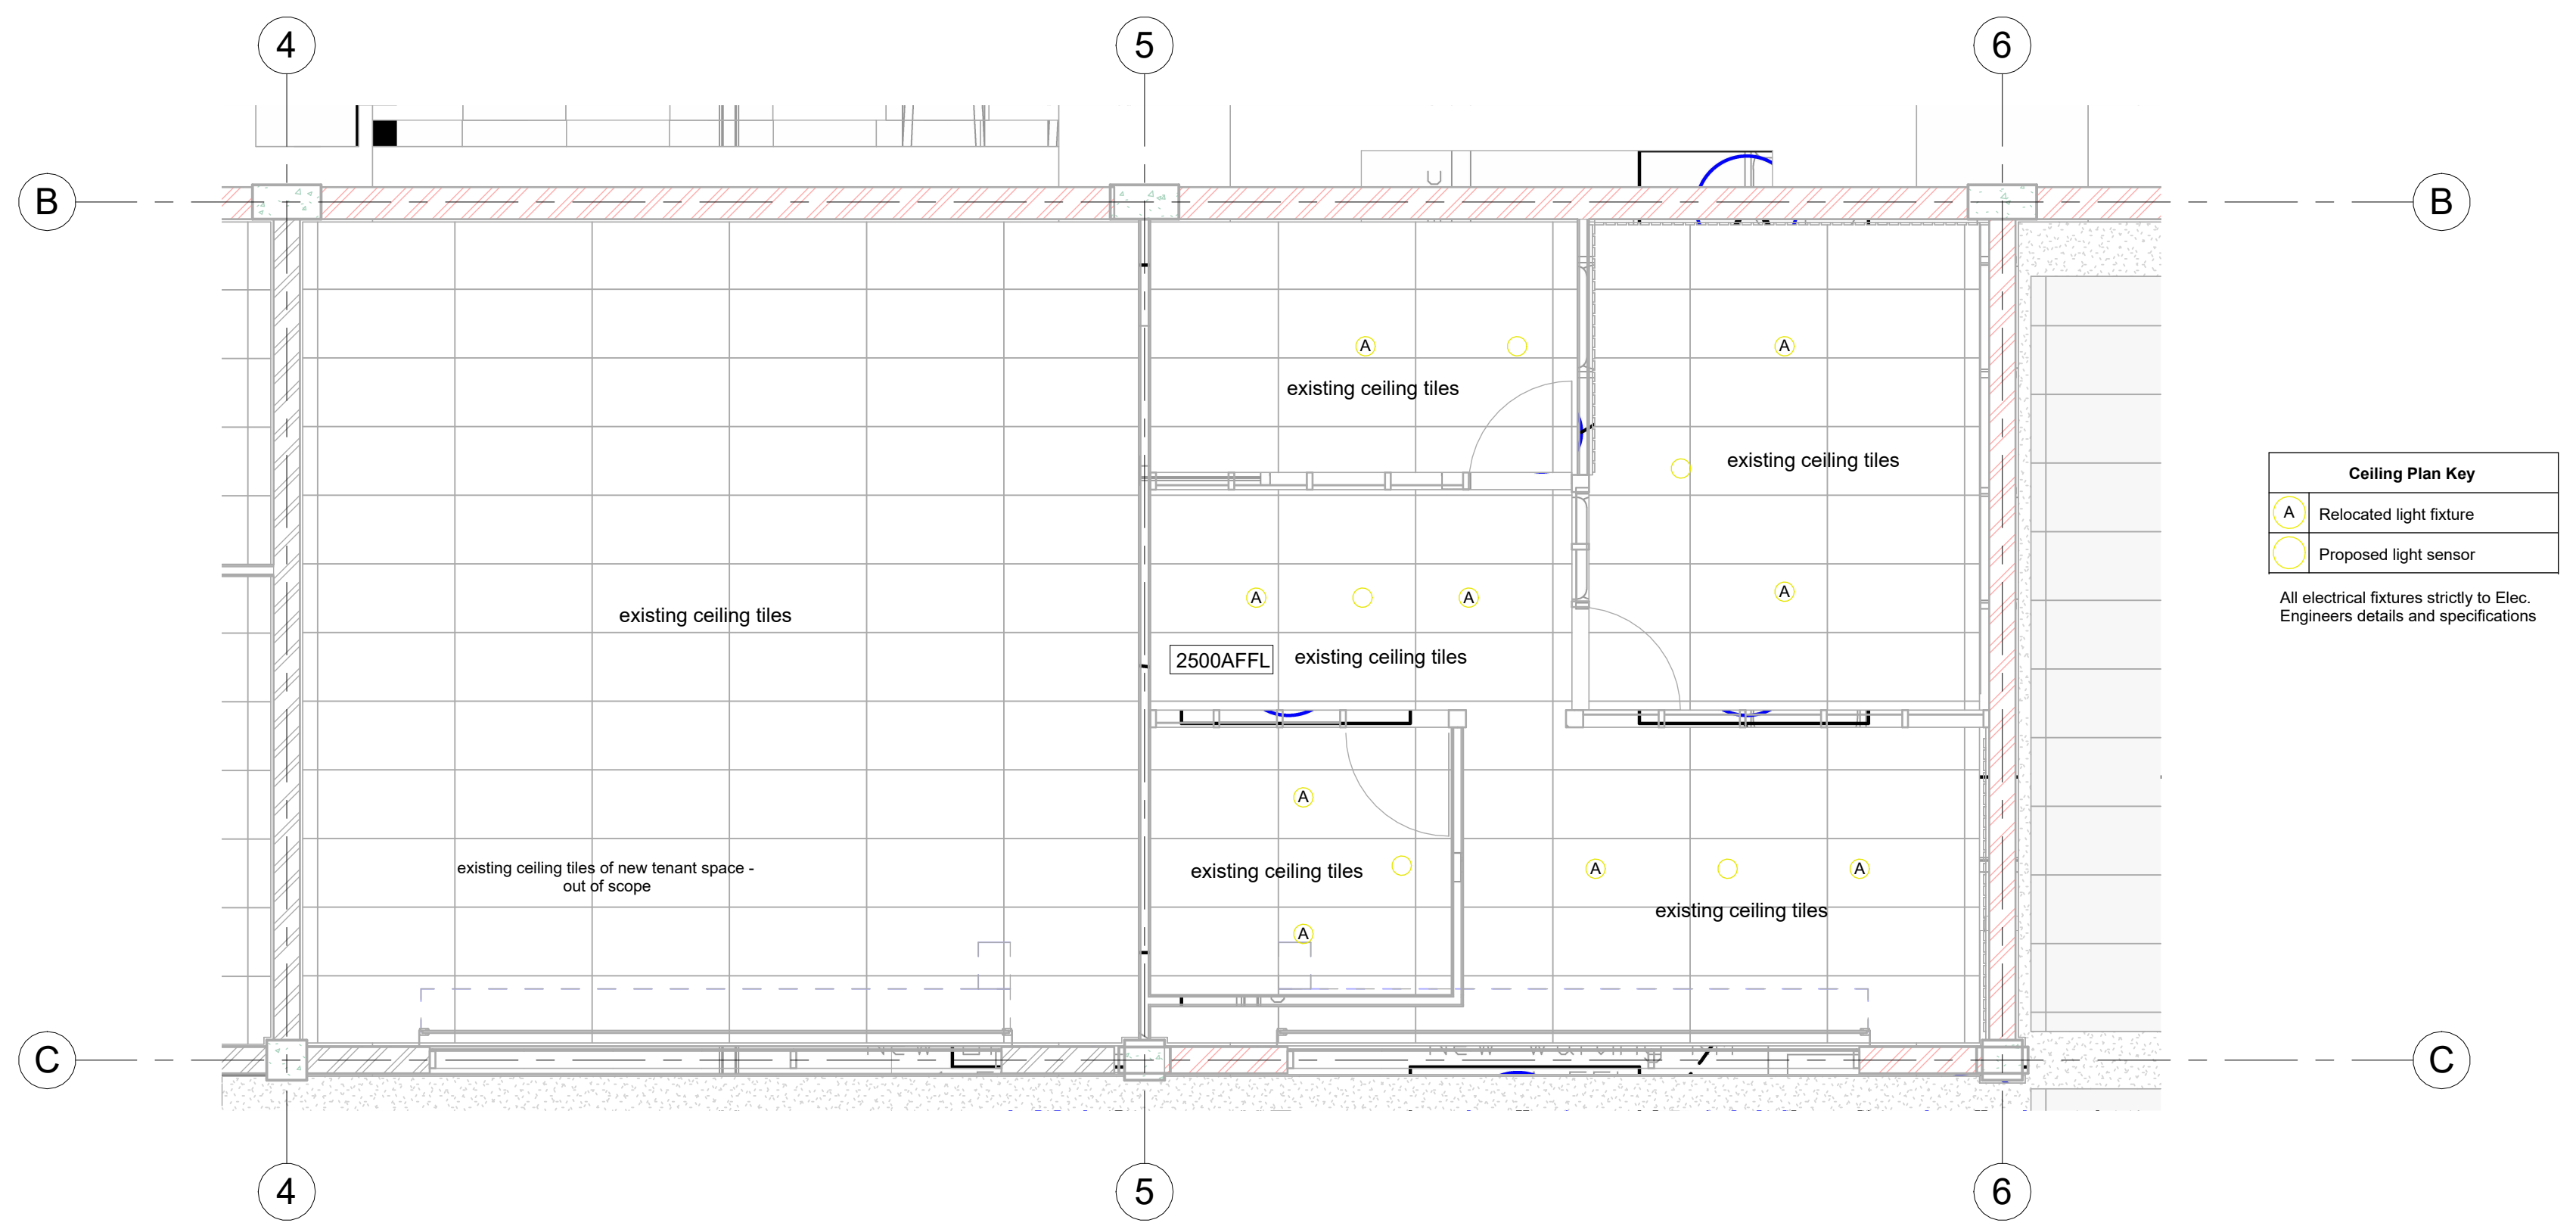 4
5
6
B
B
A
A
existing ceiling tiles
existing ceiling tiles
Ceiling Plan Key
A
Relocated light fixture
Proposed light sensor
All electrical fixtures strictly to Elec.
Engineers details and specifications
A
A
A
existing ceiling tiles
2500AFFL
existing ceiling tiles
A
existing ceiling tiles of new tenant space -
out of scope
existing ceiling tiles
A
A
existing ceiling tiles
A
C
C
4
5
6